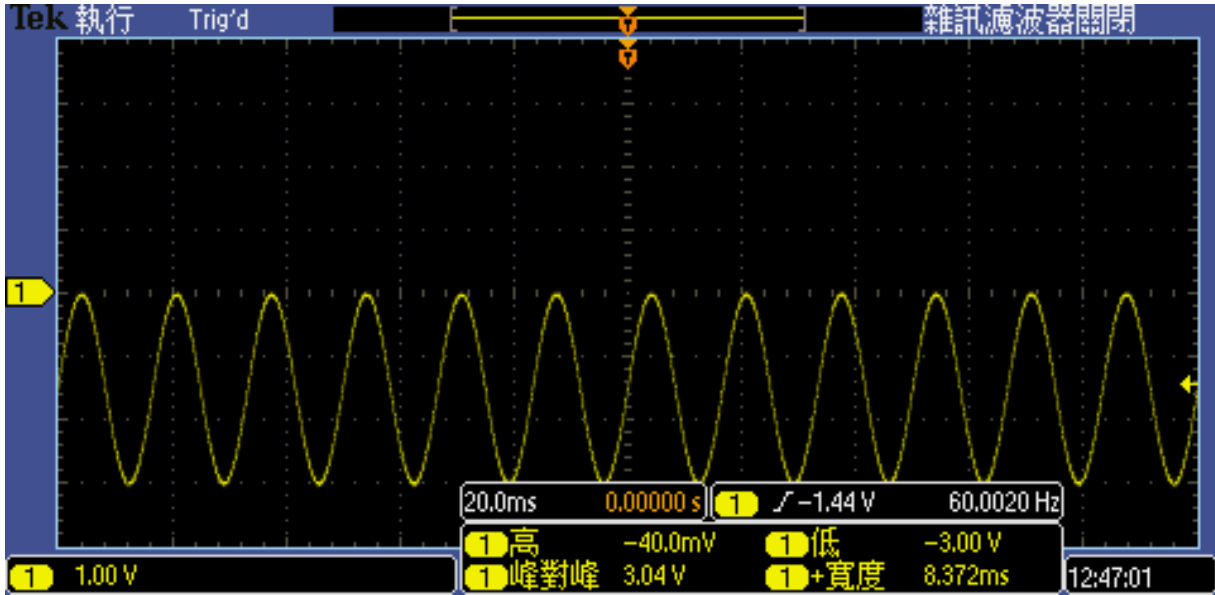 Tek 執行 Trig'd 雜訊濾波器關閉
T
T
1
20.0ms 0.00000 s 1 -1.44 V 60.0020 Hz
1 高 -40.0mV 1 低 -3.00 V
1 峰對峰 3.04 V 1 +寬度 8.372ms
1 1.00 V 12:47:01